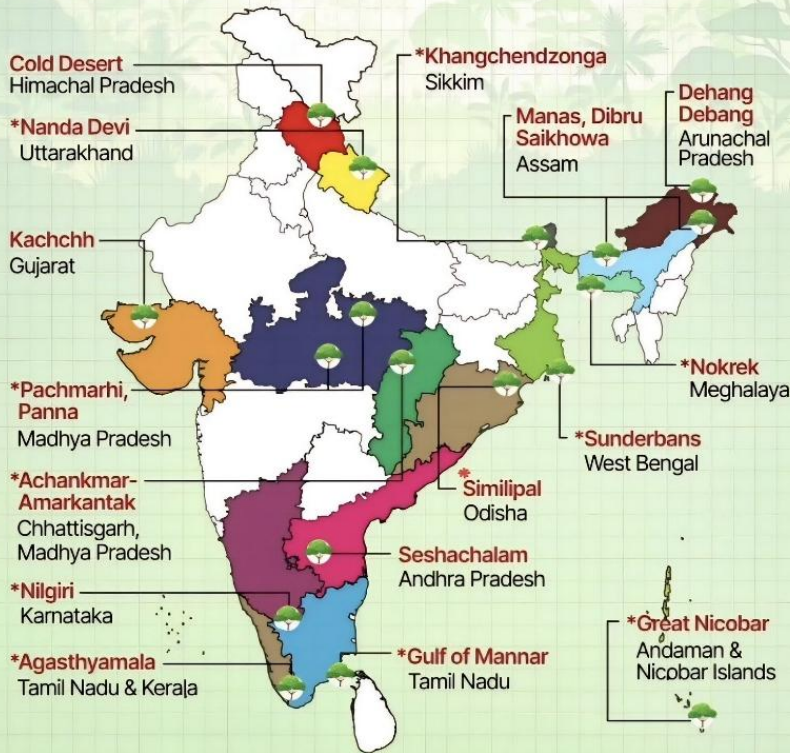 Cold Desert
Himachal Pradesh
*Khangchendzonga
Sikkim
Dehang
Debang
Arunachal
Pradesh
Manas, Dibru
Saikhowa
Assam
*Nanda Devi
Uttarakhand
Kachchh
Gujarat
*Nokrek
Meghalaya
*Pachmarhi,
Panna
Madhya Pradesh
*Sunderbans
West Bengal
*Achankmar-
Amarkantak
Chhattisgarh,
Madhya Pradesh
*Similipal
Odisha
Seshachalam
Andhra Pradesh
*Nilgiri
Karnataka
*Great Nicobar
Andaman &
Nicobar Islands
*Agasthyamala
Tamil Nadu & Kerala
*Gulf of Mannar
Tamil Nadu